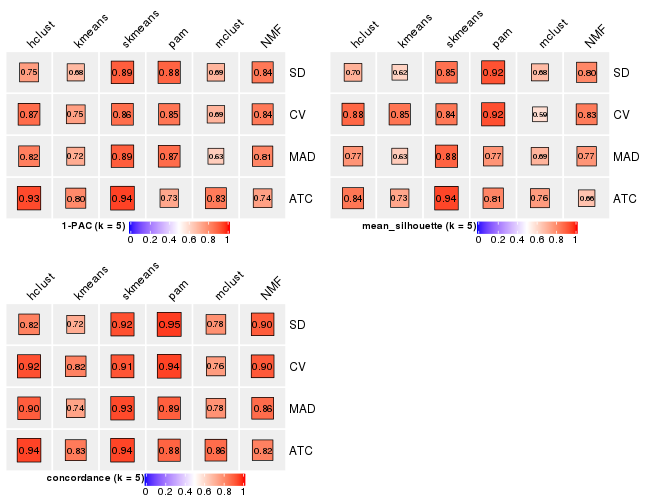 hclust kmeans skmeans pam mclust NMF
0.75 0.68 0.89 0.88 0.69 0.84 SD
0.87 0.75 0.86 0.85 0.69 0.84 CV
0.82 0.72 0.89 0.87 0.63 0.81 MAD
0.93 0.80 0.94 0.73 0.83 0.74 ATC
1-PAC (k = 5)
0 0.2 0.4 0.6 0.8 1
hclust kmeans skmeans pam mclust NMF
0.70 0.62 0.85 0.92 0.68 0.80 SD
0.88 0.85 0.84 0.92 0.59 0.83 CV
0.77 0.63 0.88 0.77 0.69 0.77 MAD
0.84 0.73 0.94 0.81 0.76 0.66 ATC
mean_silhouette (k = 5)
0 0.2 0.4 0.6 0.8 1
hclust kmeans skmeans pam mclust NMF
0.82 0.72 0.92 0.95 0.78 0.90 SD
0.92 0.82 0.91 0.94 0.76 0.90 CV
0.90 0.74 0.93 0.89 0.78 0.86 MAD
0.94 0.83 0.94 0.88 0.86 0.82 ATC
concordance (k = 5)
0 0.2 0.4 0.6 0.8 1